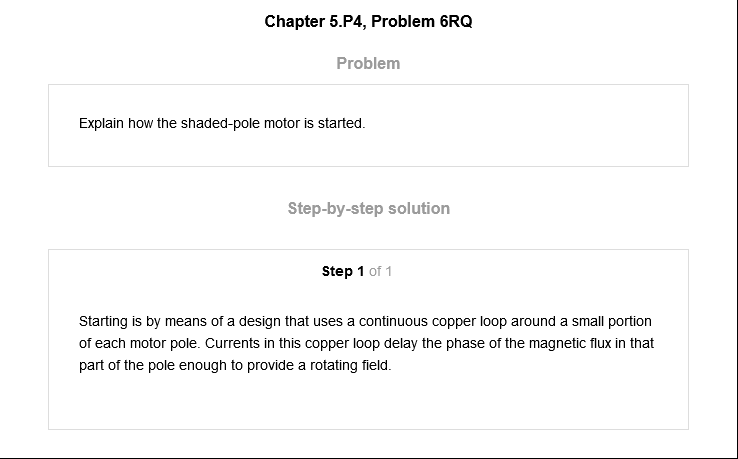 Chapter 5.P4, Problem 6RQ
Problem
Explain how the shaded-pole motor is started.
Step-by-step solution
Step 1 of 1
Starting is by means of a design that uses a continuous copper loop around a small portion
of each motor pole. Currents in this copper loop delay the phase of the magnetic flux in that
part of the pole enough to provide a rotating field.